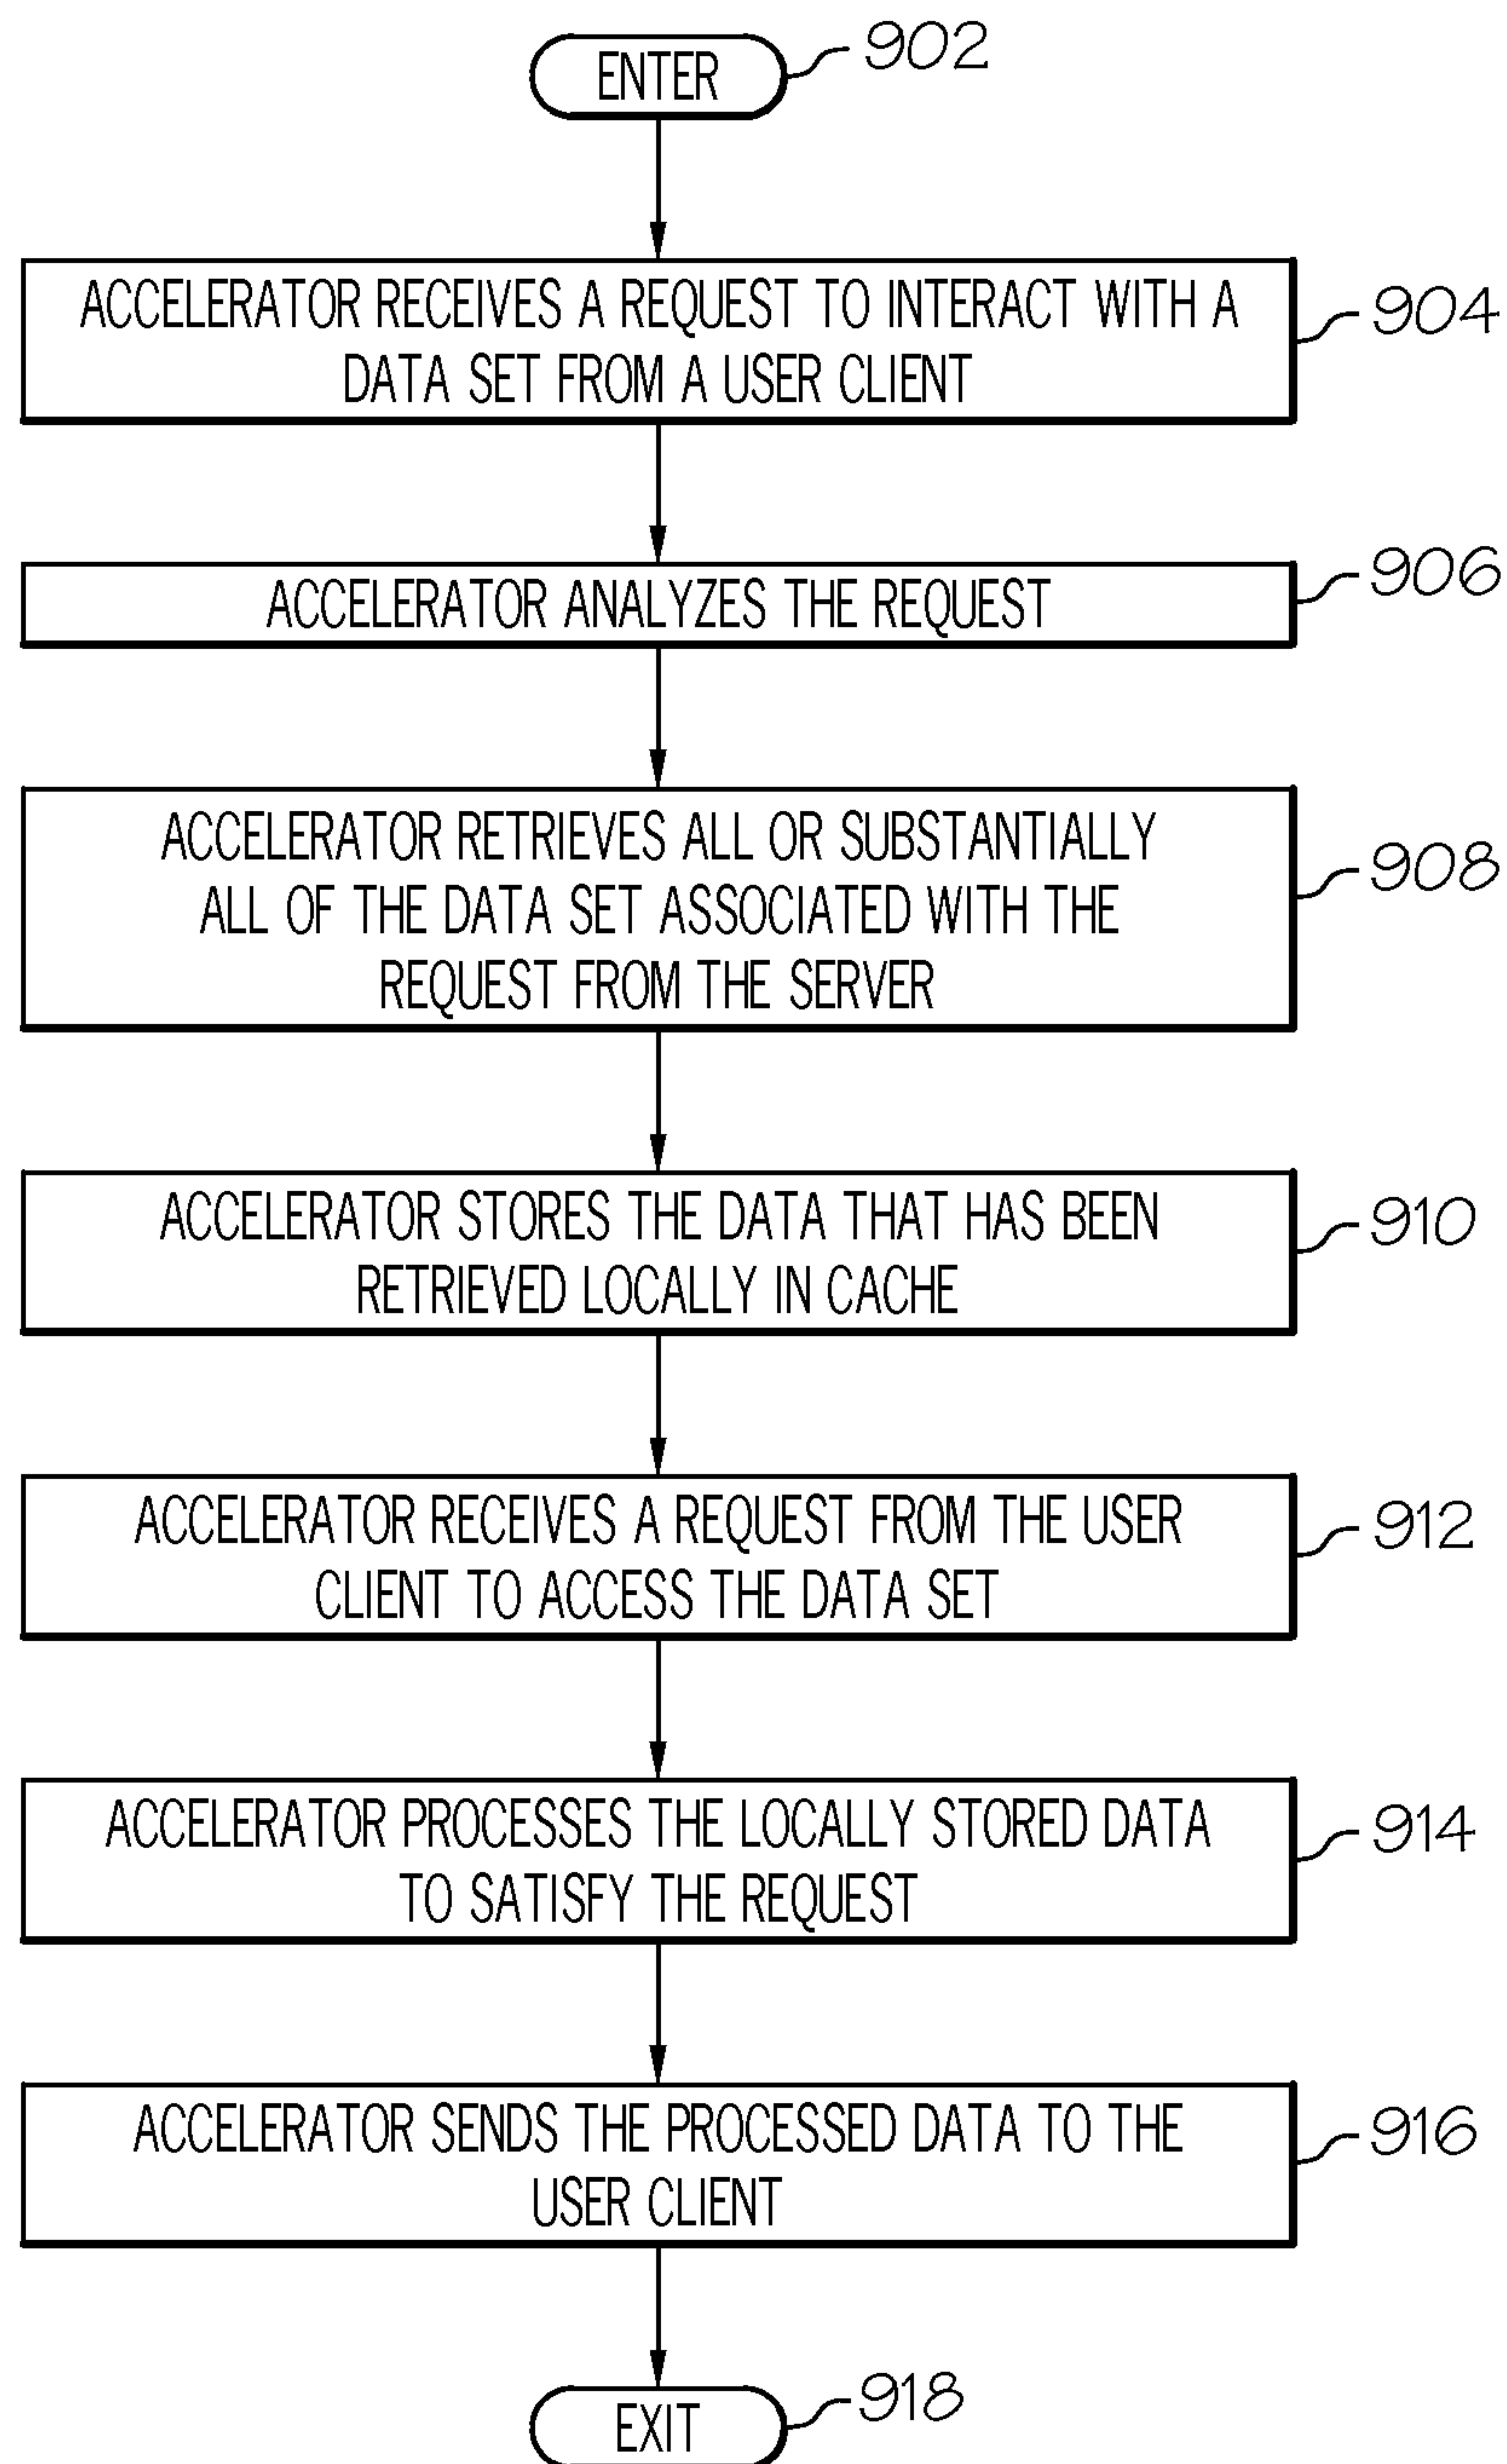 ENTER
902
ACCELERATOR RECEIVES A REQUEST TO INTERACT WITH A
DATA SET FROM A USER CLIENT
904
ACCELERATOR ANALYZES THE REQUEST
906
ACCELERATOR RETRIEVES ALL OR SUBSTANTIALLY
ALL OF THE DATA SET ASSOCIATED WITH THE
REQUEST FROM THE SERVER
908
ACCELERATOR STORES THE DATA THAT HAS BEEN
RETRIEVED LOCALLY IN CACHE
910
ACCELERATOR RECEIVES A REQUEST FROM THE USER
CLIENT TO ACCESS THE DATA SET
912
ACCELERATOR PROCESSES THE LOCALLY STORED DATA
TO SATISFY THE REQUEST
914
ACCELERATOR SENDS THE PROCESSED DATA TO THE
USER CLIENT
916
EXIT
918